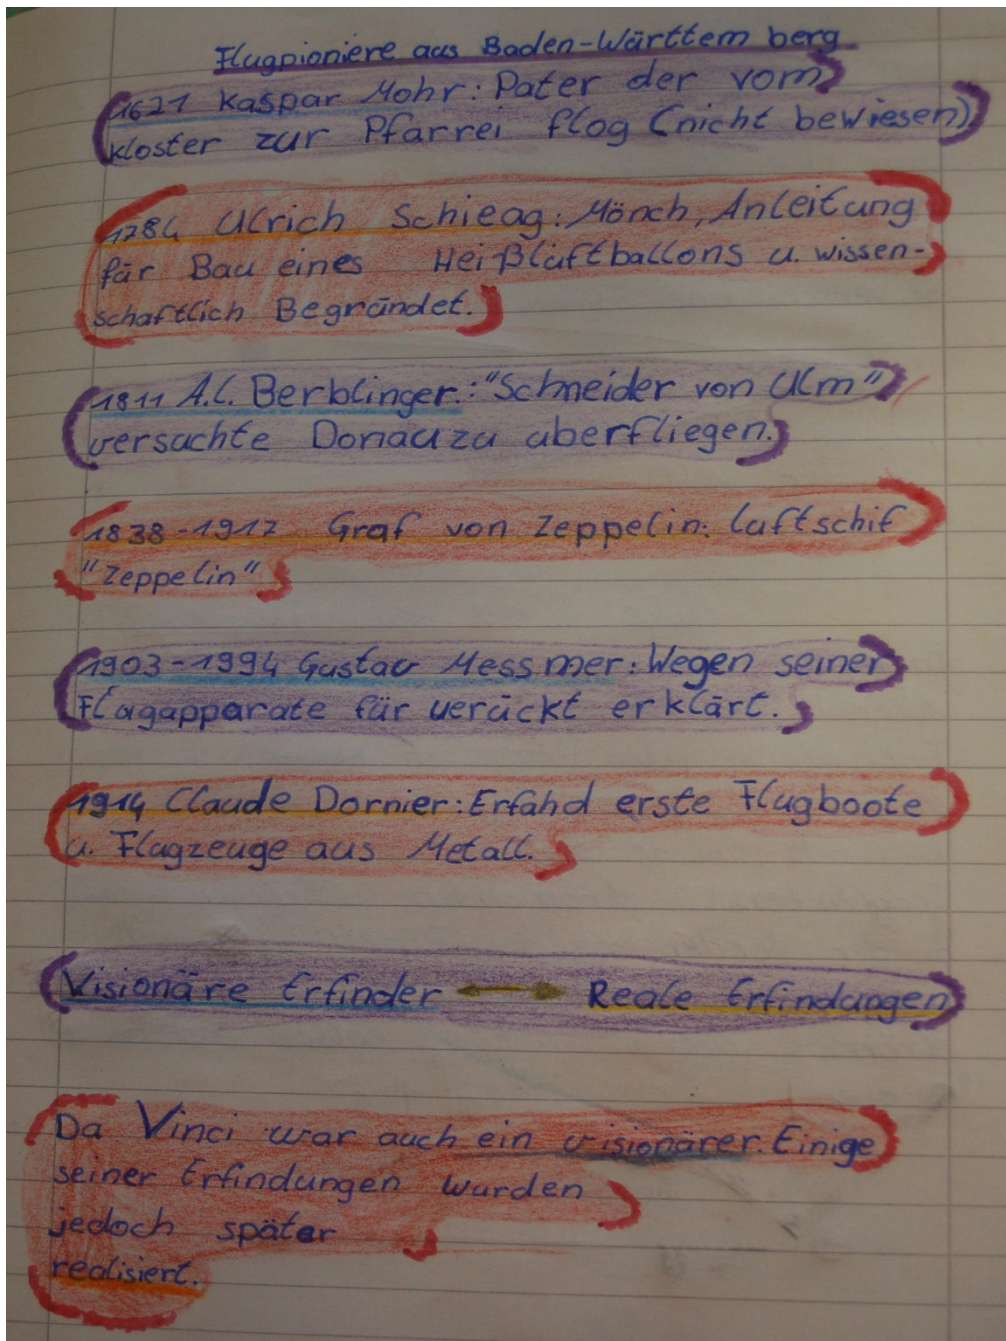 Flugpioniere aus Baden-Württemberg
1621 Kaspar Mohr: Pater der vom
Kloster zur Pfarrei flog (nicht bewiesen)
1784 Ulrich Schieag: Mönch, Anleitung
für Bau eines Heißluftballons u. wissen-
schaftlich Begründet.
1811 A.L. Berblinger.: "Schneider von Ulm"
versuchte Donau zu überfliegen.
1838-1917 Graf von Zeppelin: Luftschif
"Zeppelin"
1903-1994 Gustav Messmer: Wegen seiner
Flugapparate für verückt erklärt.
1914 Claude Dornier: Erfahd erste Flugboote
u. Flugzeuge aus Metall.
Visionäre Erfinder ↔ Reale Erfindungen
Da Vinci war auch ein visionärer. Einige
seiner Erfindungen wurden
jedoch später
realisiert.